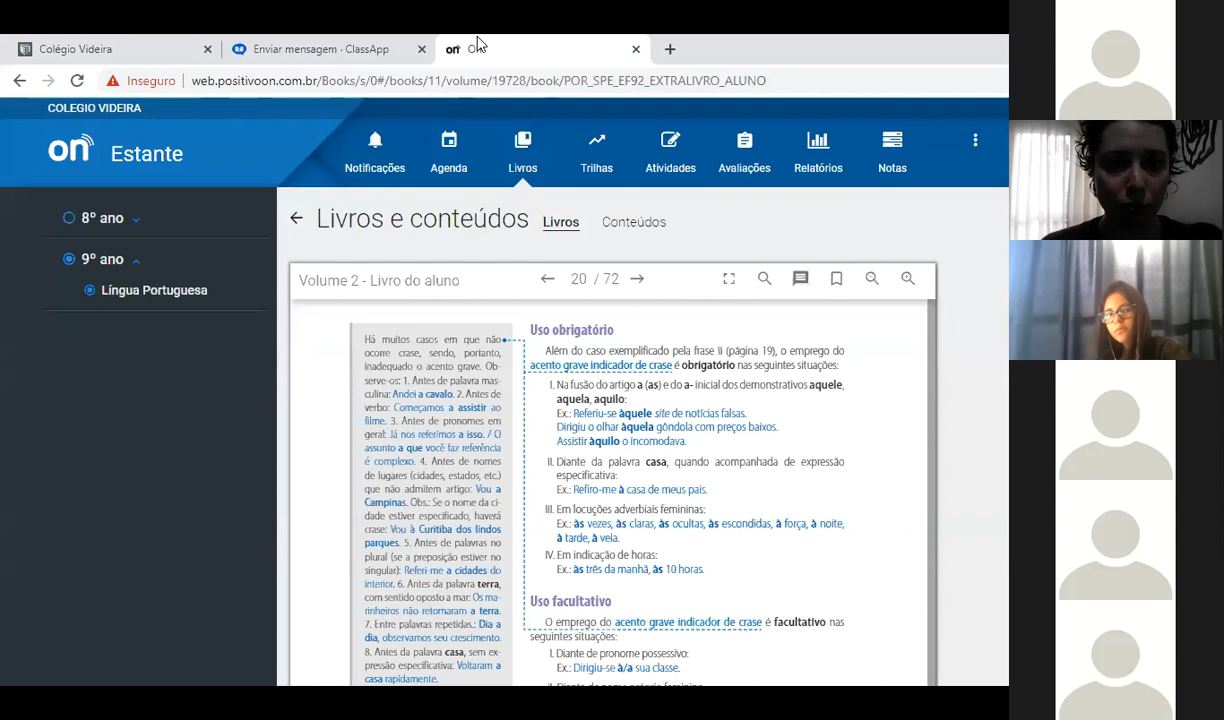 Colégio Videira
Enviar mensagem - ClassApp
on
Inseguro
web.positivoon.com.br/Books/s/0#/books/11/volume/19728/book/POR_SPE_EF92_EXTRALIVRO_ALUNO
COLEGIO VIDEIRA
on Estante
Notificações Agenda Livros Trilhas Atividades Avaliações Relatórios Notas
8º ano
9º ano
Língua Portuguesa
Livros e conteúdos Livros Conteúdos
Volume 2 - Livro do aluno 20 / 72
Há muitos casos em que não
ocorre crase, sendo, portanto,
inadequado o acento grave. Ob-
serve-os: 1. Antes de palavra mas-
culina: Andei a cavalo. 2. Antes de
verbo: Começamos a assistir ao
filme. 3. Antes de pronomes em
geral: Já nos referimos a isso. / O
assunto a que você faz referência
é complexo. 4. Antes de nomes
de lugares (cidades, estados, etc.)
que não admitem artigo: Vou a
Campinas. Obs.: Se o nome da ci-
dade estiver especificado, haverá
crase: Vou à Curitiba dos lindos
parques. 5. Antes de palavras no
plural (se a preposição estiver no
singular): Referi-me a cidades do
interior. 6. Antes da palavra terra,
com sentido oposto a mar: Os ma-
rinheiros não retornaram a terra.
7. Entre palavras repetidas.: Dia a
dia, observamos seu crescimento.
8. Antes da palavra casa, sem ex-
pressão especificativa: Voltaram a
casa rapidamente.
Uso obrigatório
Além do caso exemplificado pela frase II (página 19), o emprego do
acento grave indicador de crase é obrigatório nas seguintes situações:
I. Na fusão do artigo a (as) e do a- inicial dos demonstrativos aquele,
aquela, aquilo:
Ex.: Referiu-se àquele site de notícias falsas.
Dirigiu o olhar àquela gôndola com preços baixos.
Assistir àquilo o incomodava.
II. Diante da palavra casa, quando acompanhada de expressão
especificativa:
Ex.: Refiro-me à casa de meus pais.
III. Em locuções adverbiais femininas:
Ex.: às vezes, às claras, às ocultas, às escondidas, à força, à noite,
à tarde, à vela.
IV. Em indicação de horas:
Ex.: às três da manhã, às 10 horas.
Uso facultativo
O emprego do acento grave indicador de crase é facultativo nas
seguintes situações:
I. Diante de pronome possessivo:
Ex.: Dirigiu-se à/a sua classe.